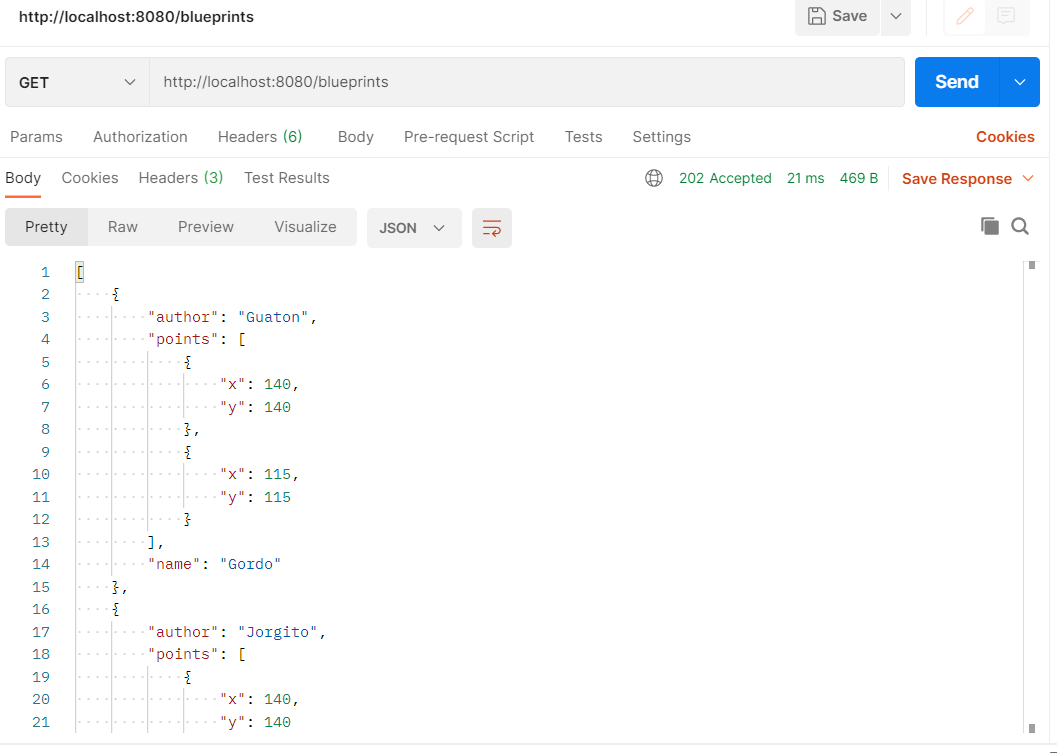 http://localhost:8080/blueprints Save
GET http://localhost:8080/blueprints Send
Params Authorization Headers (6) Body Pre-request Script Tests Settings Cookies
Body Cookies Headers (3) Test Results 202 Accepted 21 ms 469 B Save Response
Pretty Raw Preview Visualize JSON
1 [
2 {
3 "author": "Guaton",
4 "points": [
5 {
6 "x": 140,
7 "y": 140
8 },
9 {
10 "x": 115,
11 "y": 115
12 }
13 ],
14 "name": "Gordo"
15 },
16 {
17 "author": "Jorgito",
18 "points": [
19 {
20 "x": 140,
21 "y": 140